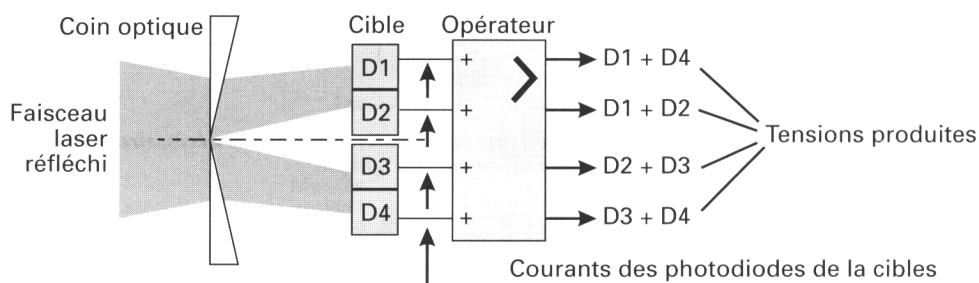 Coin optique
Cible
Opérateur
D1
+
D1 + D4
D2
+
D1 + D2
Faisceau
laser
réfléchi
Tensions produites
D3
+
D2 + D3
D4
+
D3 + D4
Courants des photodiodes de la cibles